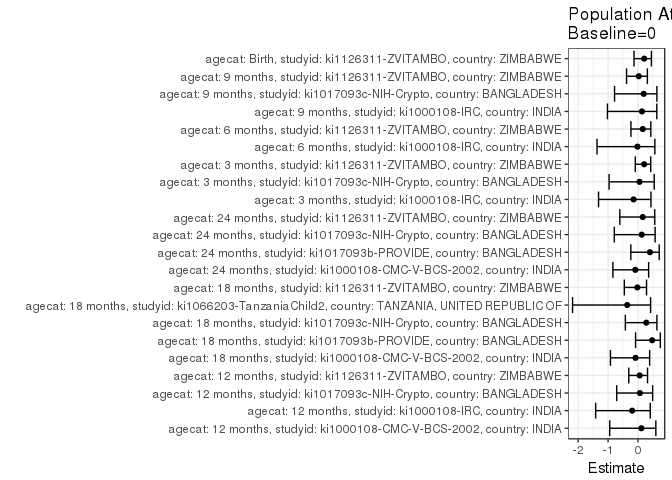 Population At
Baseline=0
agecat: Birth, studyid: ki1126311-ZVITAMBO, country: ZIMBABWE
agecat: 9 months, studyid: ki1126311-ZVITAMBO, country: ZIMBABWE
agecat: 9 months, studyid: ki1017093c-NIH-Crypto, country: BANGLADESH
agecat: 9 months, studyid: ki1000108-IRC, country: INDIA
agecat: 6 months, studyid: ki1126311-ZVITAMBO, country: ZIMBABWE
agecat: 6 months, studyid: ki1000108-IRC, country: INDIA
agecat: 3 months, studyid: ki1126311-ZVITAMBO, country: ZIMBABWE
agecat: 3 months, studyid: ki1017093c-NIH-Crypto, country: BANGLADESH
agecat: 3 months, studyid: ki1000108-IRC, country: INDIA
agecat: 24 months, studyid: ki1126311-ZVITAMBO, country: ZIMBABWE
agecat: 24 months, studyid: ki1017093c-NIH-Crypto, country: BANGLADESH
agecat: 24 months, studyid: ki1017093b-PROVIDE, country: BANGLADESH
agecat: 24 months, studyid: ki1000108-CMC-V-BCS-2002, country: INDIA
agecat: 18 months, studyid: ki1126311-ZVITAMBO, country: ZIMBABWE
agecat: 18 months, studyid: ki1066203-TanzaniaChild2, country: TANZANIA, UNITED REPUBLIC OF
agecat: 18 months, studyid: ki1017093c-NIH-Crypto, country: BANGLADESH
agecat: 18 months, studyid: ki1017093b-PROVIDE, country: BANGLADESH
agecat: 18 months, studyid: ki1000108-CMC-V-BCS-2002, country: INDIA
agecat: 12 months, studyid: ki1126311-ZVITAMBO, country: ZIMBABWE
agecat: 12 months, studyid: ki1017093c-NIH-Crypto, country: BANGLADESH
agecat: 12 months, studyid: ki1000108-IRC, country: INDIA
agecat: 12 months, studyid: ki1000108-CMC-V-BCS-2002, country: INDIA
-2 -1 0
Estimate